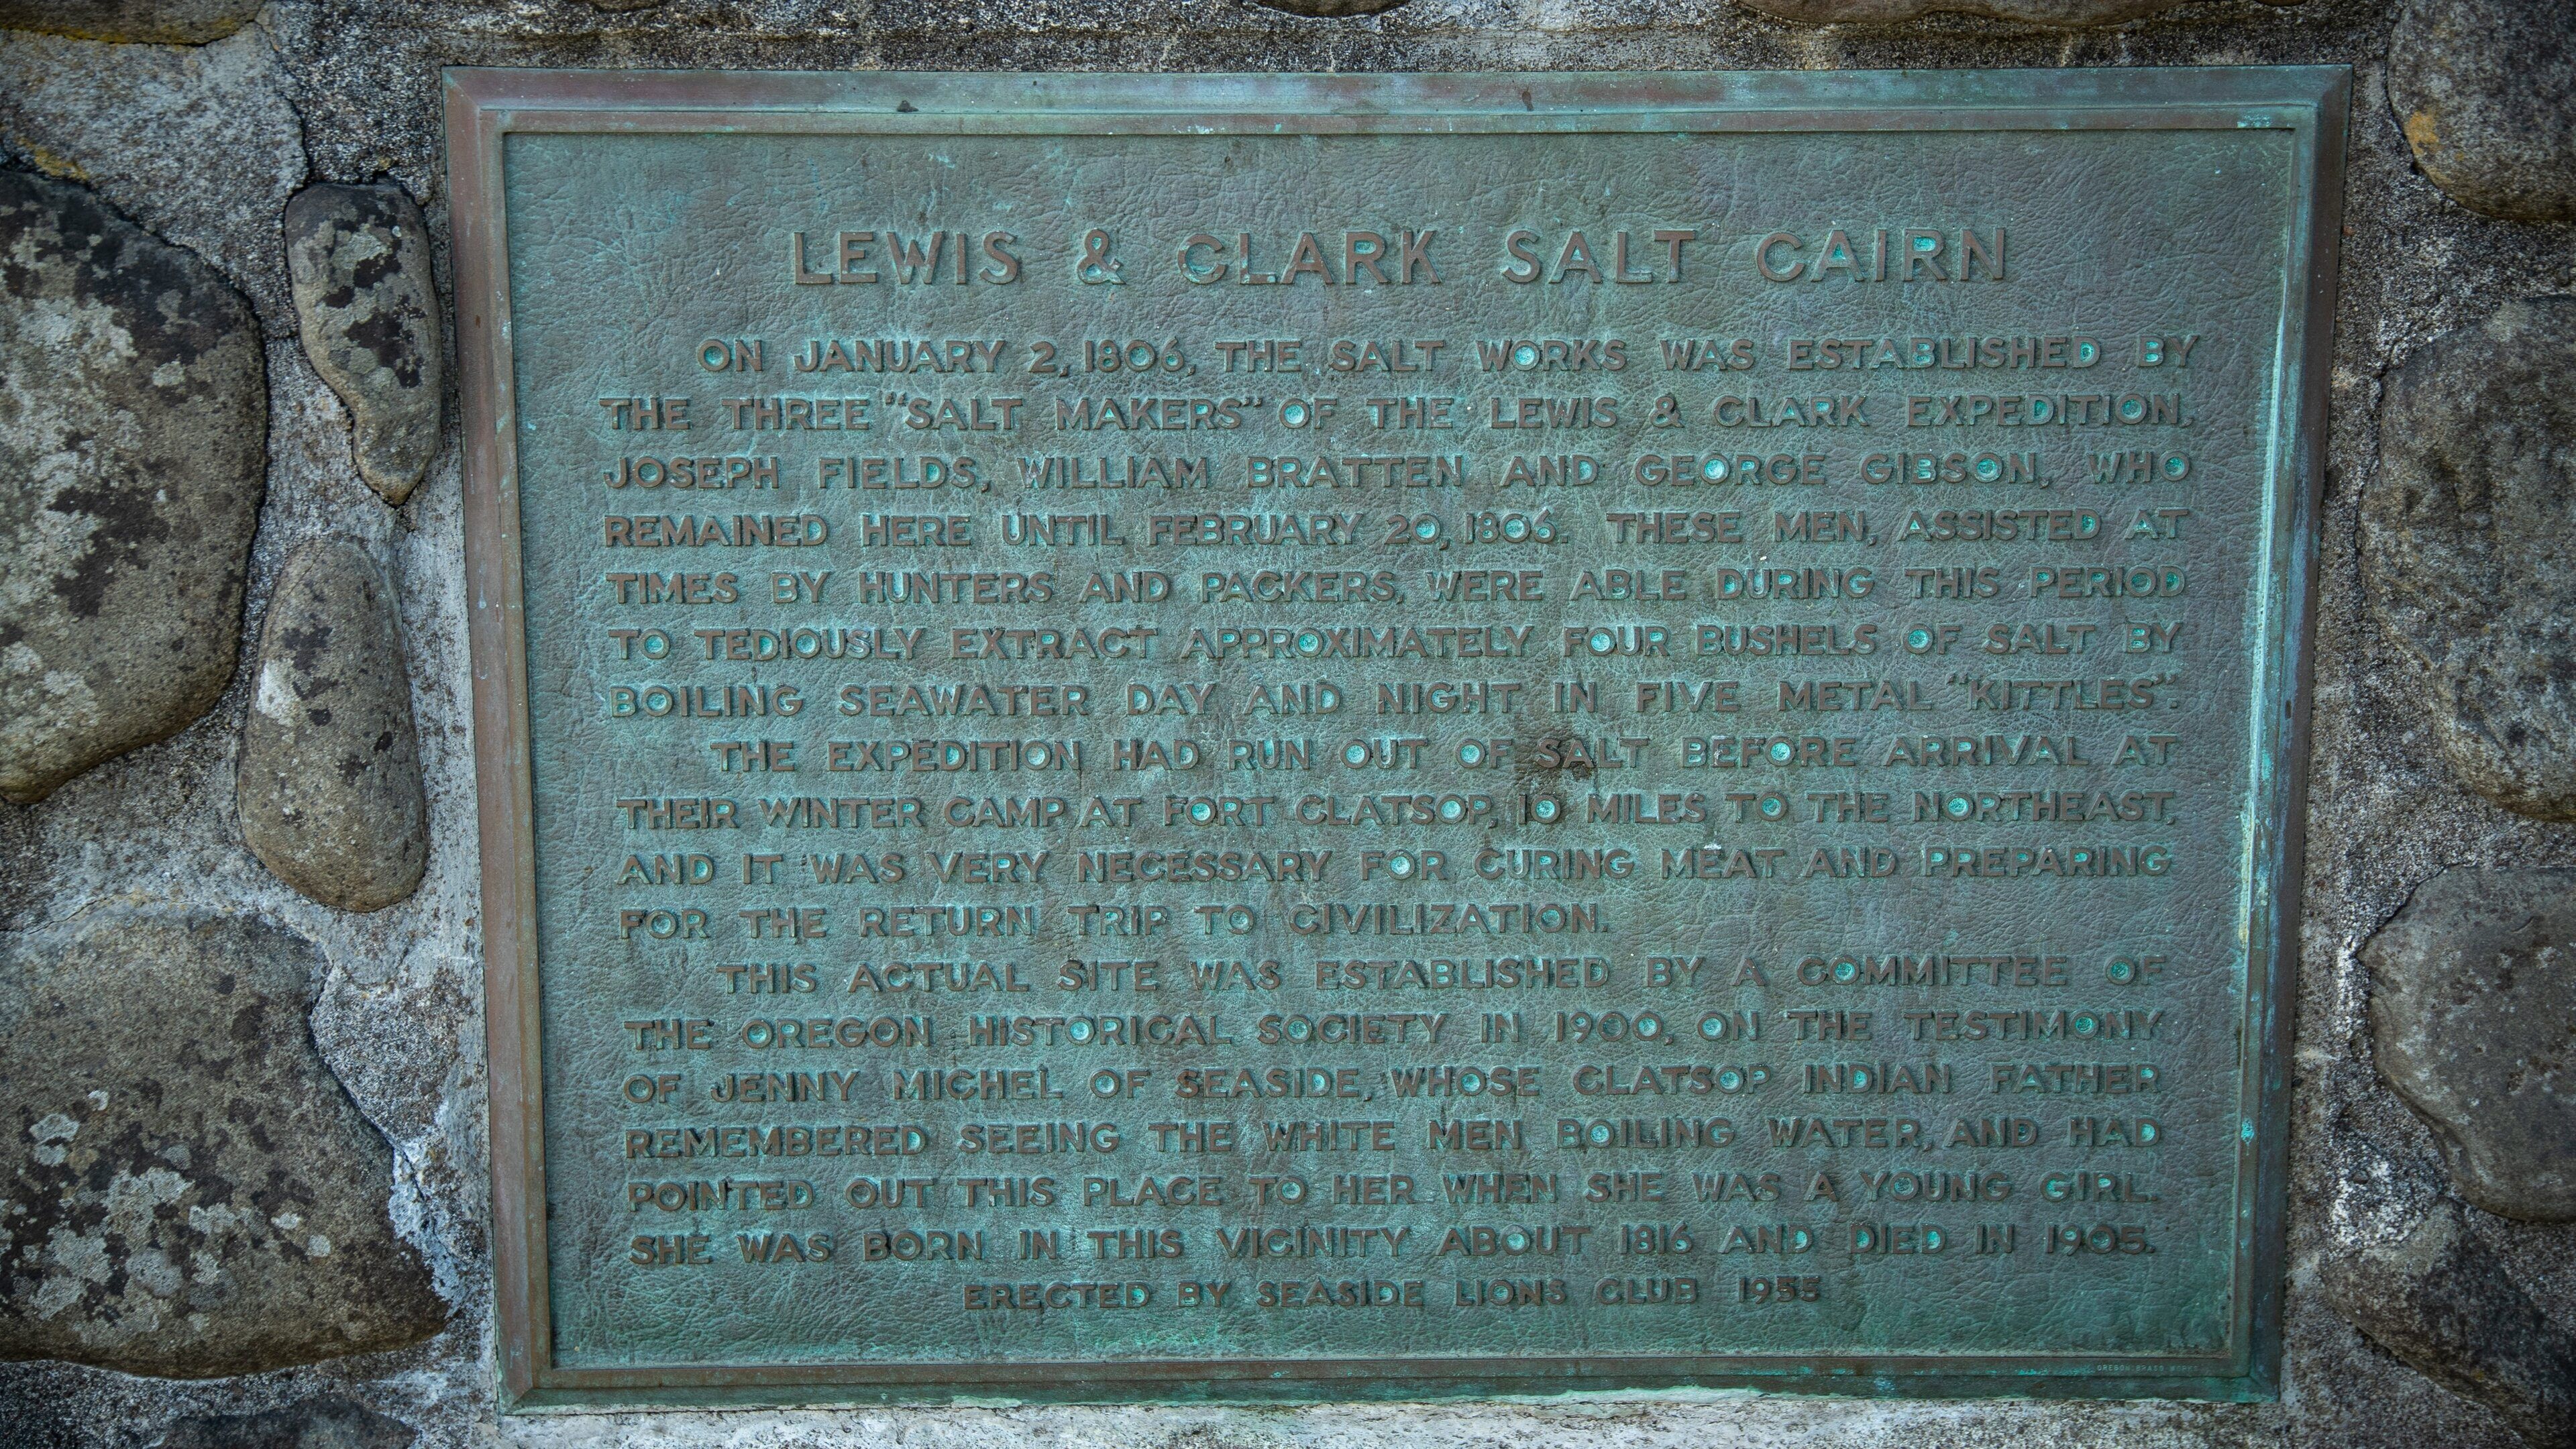 LEWIS & CLARK SALT CAIRN
ON JANUARY 2, 1806, THE SALT WORKS WAS ESTABLISHED BY
THE THREE "SALT MAKERS" OF THE LEWIS & CLARK EXPEDITION,
JOSEPH FIELDS, WILLIAM BRATTEN AND GEORGE GIBSON, WHO
REMAINED HERE UNTIL FEBRUARY 20, 1806. THESE MEN, ASSISTED AT
TIMES BY HUNTERS AND PACKERS, WERE ABLE DURING THIS PERIOD
TO TEDIOUSLY EXTRACT APPROXIMATELY FOUR BUSHELS OF SALT BY
BOILING SEAWATER DAY AND NIGHT IN FIVE METAL "KITTLES".
THE EXPEDITION HAD RUN OUT OF SALT BEFORE ARRIVAL AT
THEIR WINTER CAMP AT FORT CLATSOP, 10 MILES TO THE NORTHEAST,
AND IT WAS VERY NECESSARY FOR CURING MEAT AND PREPARING
FOR THE RETURN TRIP TO CIVILIZATION.
THIS ACTUAL SITE WAS ESTABLISHED BY A COMMITTEE OF
THE OREGON HISTORICAL SOCIETY IN 1900, ON THE TESTIMONY
OF JENNY MICHEL OF SEASIDE, WHOSE CLATSOP INDIAN FATHER
REMEMBERED SEEING THE WHITE MEN BOILING WATER, AND HAD
POINTED OUT THIS PLACE TO HER WHEN SHE WAS A YOUNG GIRL.
SHE WAS BORN IN THIS VICINITY ABOUT 1816 AND DIED IN 1905.
ERECTED BY SEASIDE LIONS CLUB 1955
OREGON BRASS WORKS